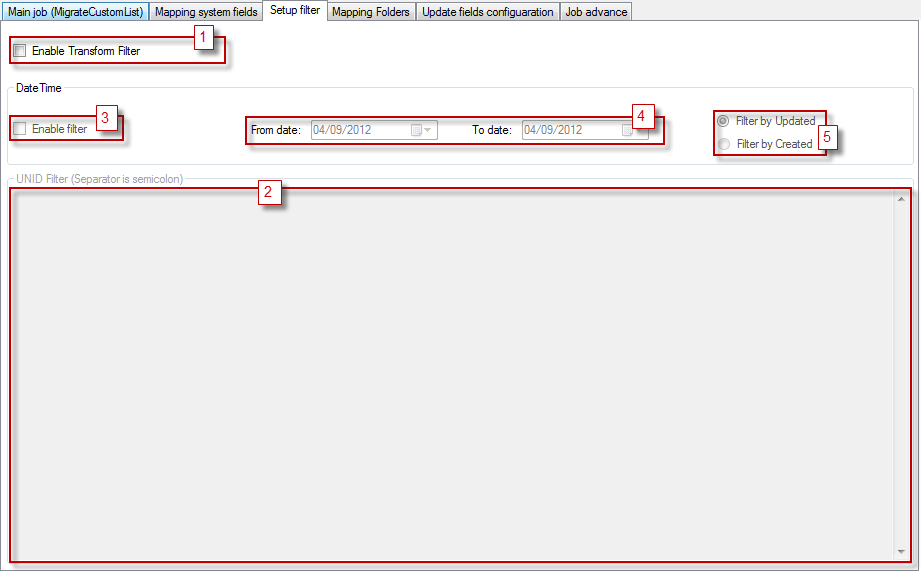 Main job (MigrateCustomList) Mapping system fields Setup filter Mapping Folders Update fields configuaration Job advance
1
Enable Transform Filter
DateTime
3
Enable filter
From date: 04/09/2012 To date: 04/09/2012
4
Filter by Updated
5
Filter by Created
UNID Filter (Separator is semicolon)
2